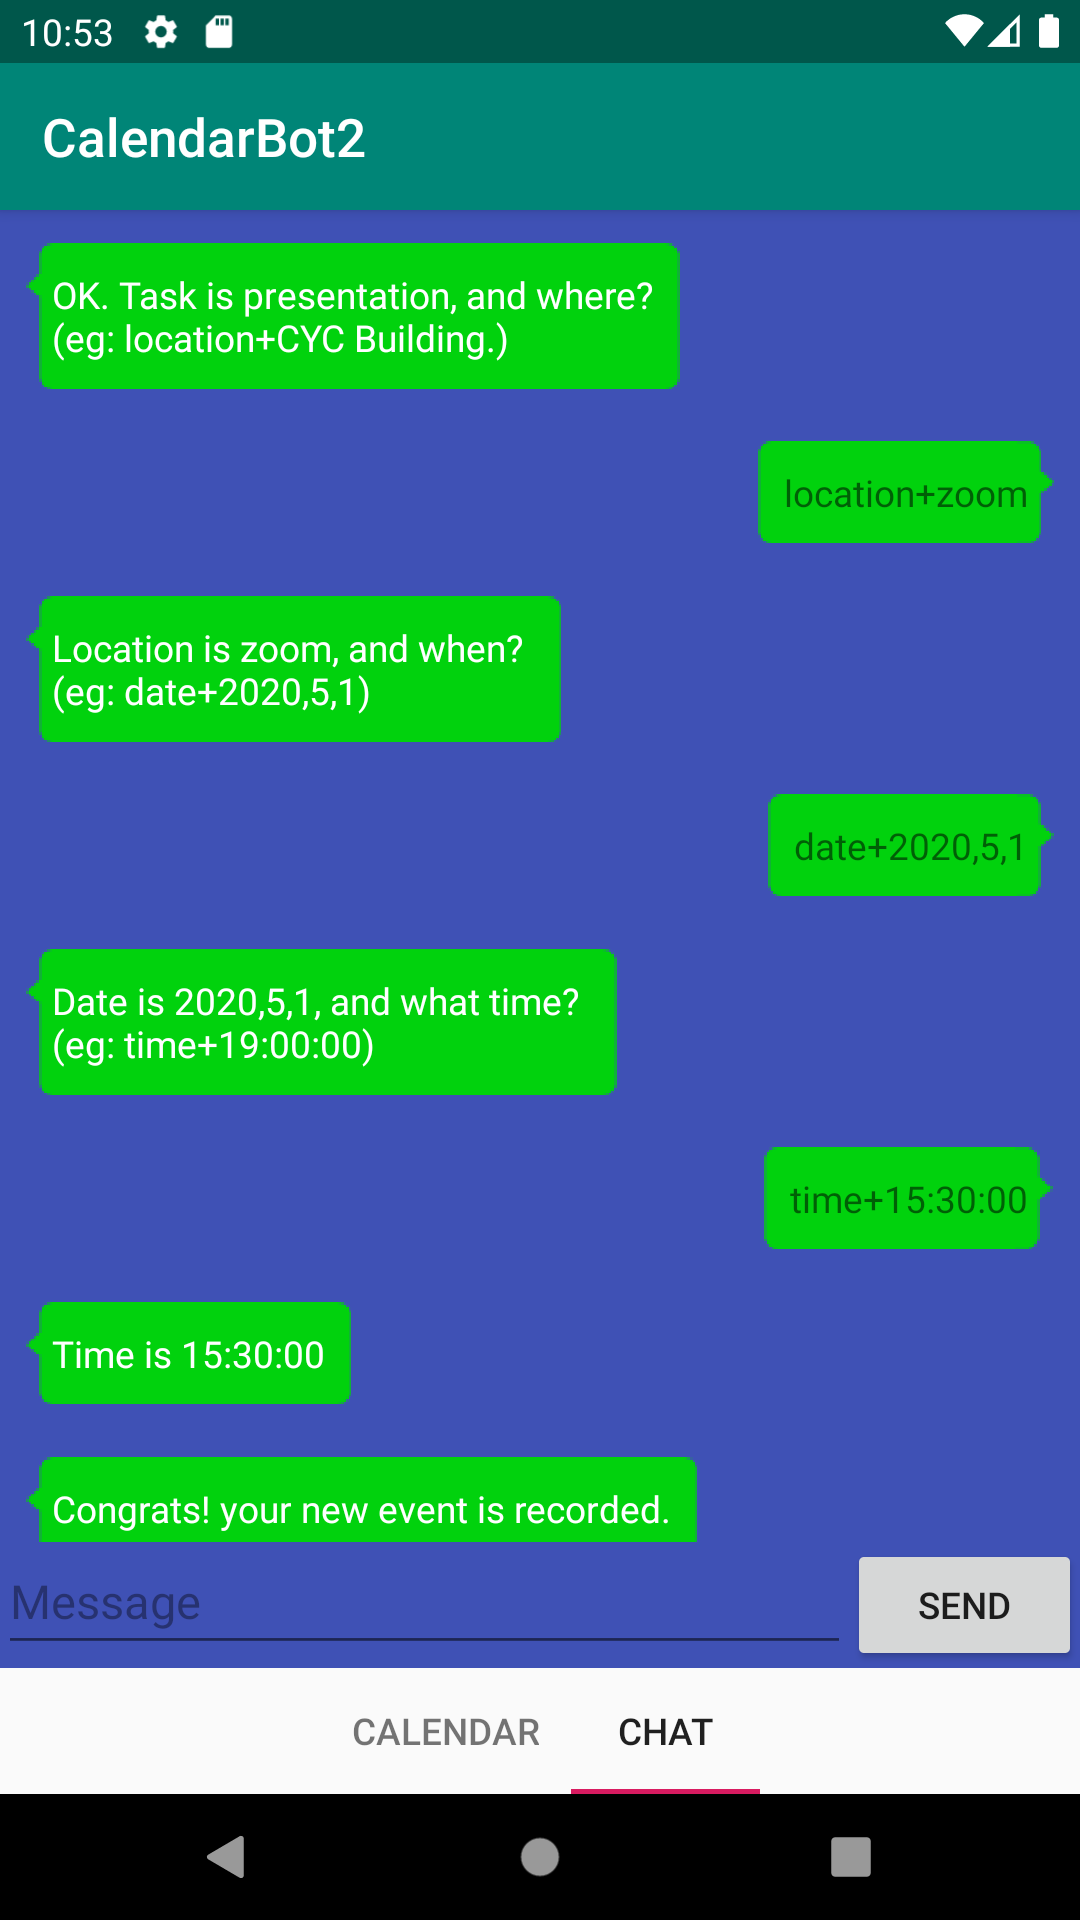 10:53
CalendarBot2
OK. Task is presentation, and where?
(eg: location+CYC Building.)
location+zoom
Location is zoom, and when?
(eg: date+2020,5,1)
date+2020,5,1
Date is 2020,5,1, and what time?
(eg: time+19:00:00)
time+15:30:00
Time is 15:30:00
Congrats! your new event is recorded.
Message
SEND
CALENDAR
CHAT